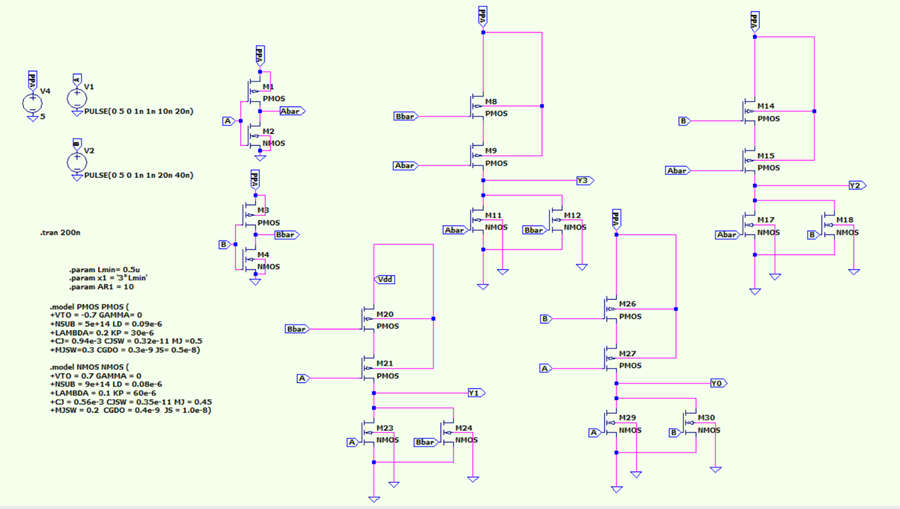 Vdd
V4
5
A
V1
PULSE(0 5 0 1n 1n 10n 20n)
B
V2
PULSE(0 5 0 1n 1n 20n 40n)
.tran 200n
.param Lmin= 0.5u
.param x1 = '3*Lmin'
.param AR1 = 10
.model PMOS PMOS (
+VTO = -0.7 GAMMA= 0
+NSUB = 5e+14 LD = 0.09e-6
+LAMBDA= 0.2 KP = 30e-6
+CJ= 0.94e-3 CJSW = 0.32e-11 MJ =0.5
+MJSW=0.3 CGDO = 0.3e-9 JS= 0.5e-8)
.model NMOS NMOS (
+VTO = 0.7 GAMMA = 0
+NSUB = 9e+14 LD = 0.08e-6
+LAMBDA = 0.1 KP = 60e-6
+CJ = 0.56e-3 CJSW = 0.35e-11 MJ = 0.45
+MJSW = 0.2 CGDO = 0.4e-9 JS = 1.0e-8)
Vdd
M1
PMOS
A
Abar
M2
NMOS
Vdd
M3
PMOS
B
Bbar
M4
NMOS
Vdd
M8
PMOS
Bbar
M9
PMOS
Abar
Y3
M11
NMOS
Abar
M12
NMOS
Bbar
Vdd
M14
PMOS
B
M15
PMOS
Abar
Y2
M17
NMOS
Abar
M18
NMOS
B
Vdd
M20
PMOS
Bbar
M21
PMOS
A
Y1
M23
NMOS
A
M24
NMOS
Bbar
Vdd
M26
PMOS
B
M27
PMOS
A
Y0
M29
NMOS
A
M30
NMOS
B